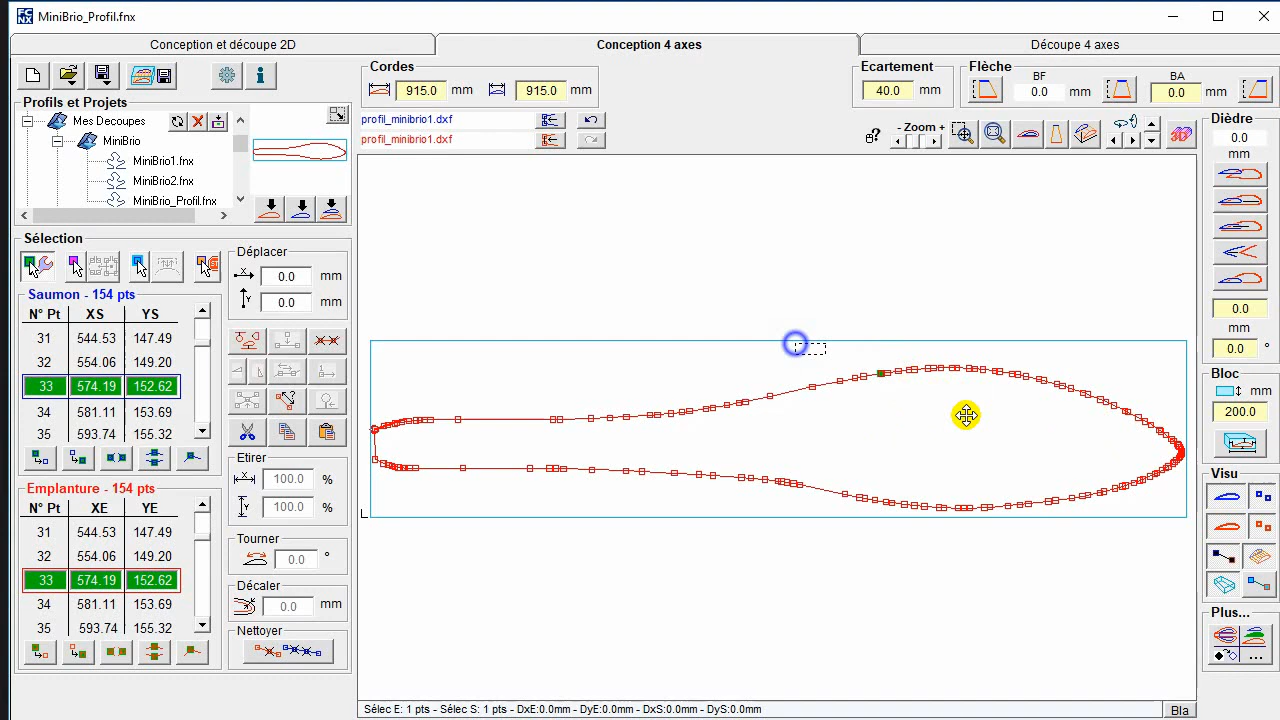 FC NX MiniBrio_Profil.fnx
Conception et découpe 2D
Conception 4 axes
Découpe 4 axes
Profils et Projets
Mes Decoupes
MiniBrio
MiniBrio1.fnx
MiniBrio2.fnx
MiniBrio_Profil.fnx
Cordes
915.0 mm
915.0 mm
profil_minibrio1.dxf
profil_minibrio1.dxf
Ecartement
40.0 mm
Flèche
BF
0.0 mm
BA
0.0 mm
- Zoom +
3D
Dièdre
0.0
mm
0.0
mm
0.0 °
Bloc
mm
200.0
Visu
Plus...
...
Sélection
Saumon - 154 pts
N° Pt XS YS
31 544.53 147.49
32 554.06 149.20
33 574.19 152.62
34 581.11 153.69
35 593.74 155.32
Emplanture - 154 pts
N° Pt XE YE
31 544.53 147.49
32 554.06 149.20
33 574.19 152.62
34 581.11 153.69
35 593.74 155.32
Déplacer
X 0.0 mm
Y 0.0 mm
Etirer
X 100.0 %
Y 100.0 %
Tourner
0.0 °
Décaler
0.0 mm
Nettoyer
Sélec E: 1 pts - Sélec S: 1 pts - DxE:0.0mm - DyE:0.0mm - DxS:0.0mm - DyS:0.0mm
Bla